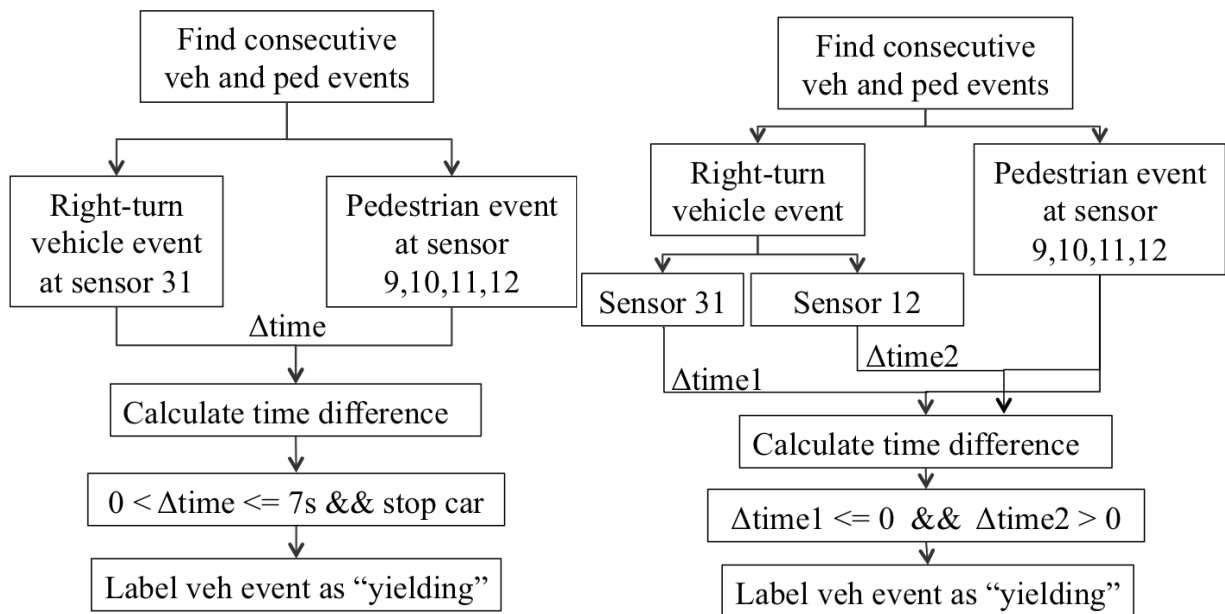 Find consecutive
veh and ped events
Right-turn
vehicle event
at sensor 31
Pedestrian event
at sensor
9,10,11,12
Δtime
Calculate time difference
0 < Δtime <= 7s && stop car
Label veh event as “yielding”
Find consecutive
veh and ped events
Right-turn
vehicle event
Pedestrian event
at sensor
9,10,11,12
Sensor 31
Sensor 12
Δtime1
Δtime2
Calculate time difference
Δtime1 <= 0 && Δtime2 > 0
Label veh event as “yielding”